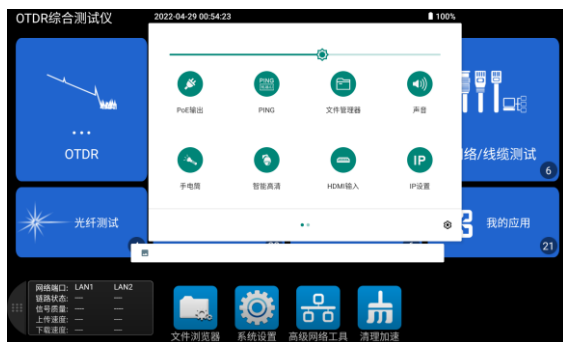 OTDR综合测试仪
2022-04-29 00:54:23
100%
PoE输出
PING
PING
文件管理器
声音
OTDR
络/线缆测试
6
手电筒
智能高清
HDMI输入
IP
IP设置
光纤测试
我的应用
21
网络端口: LAN1 LAN2
链路状态: --- ---
信号质量: --- ---
上传速度: --- ---
下载速度: --- ---
文件浏览器
系统设置
高级网络工具
清理加速